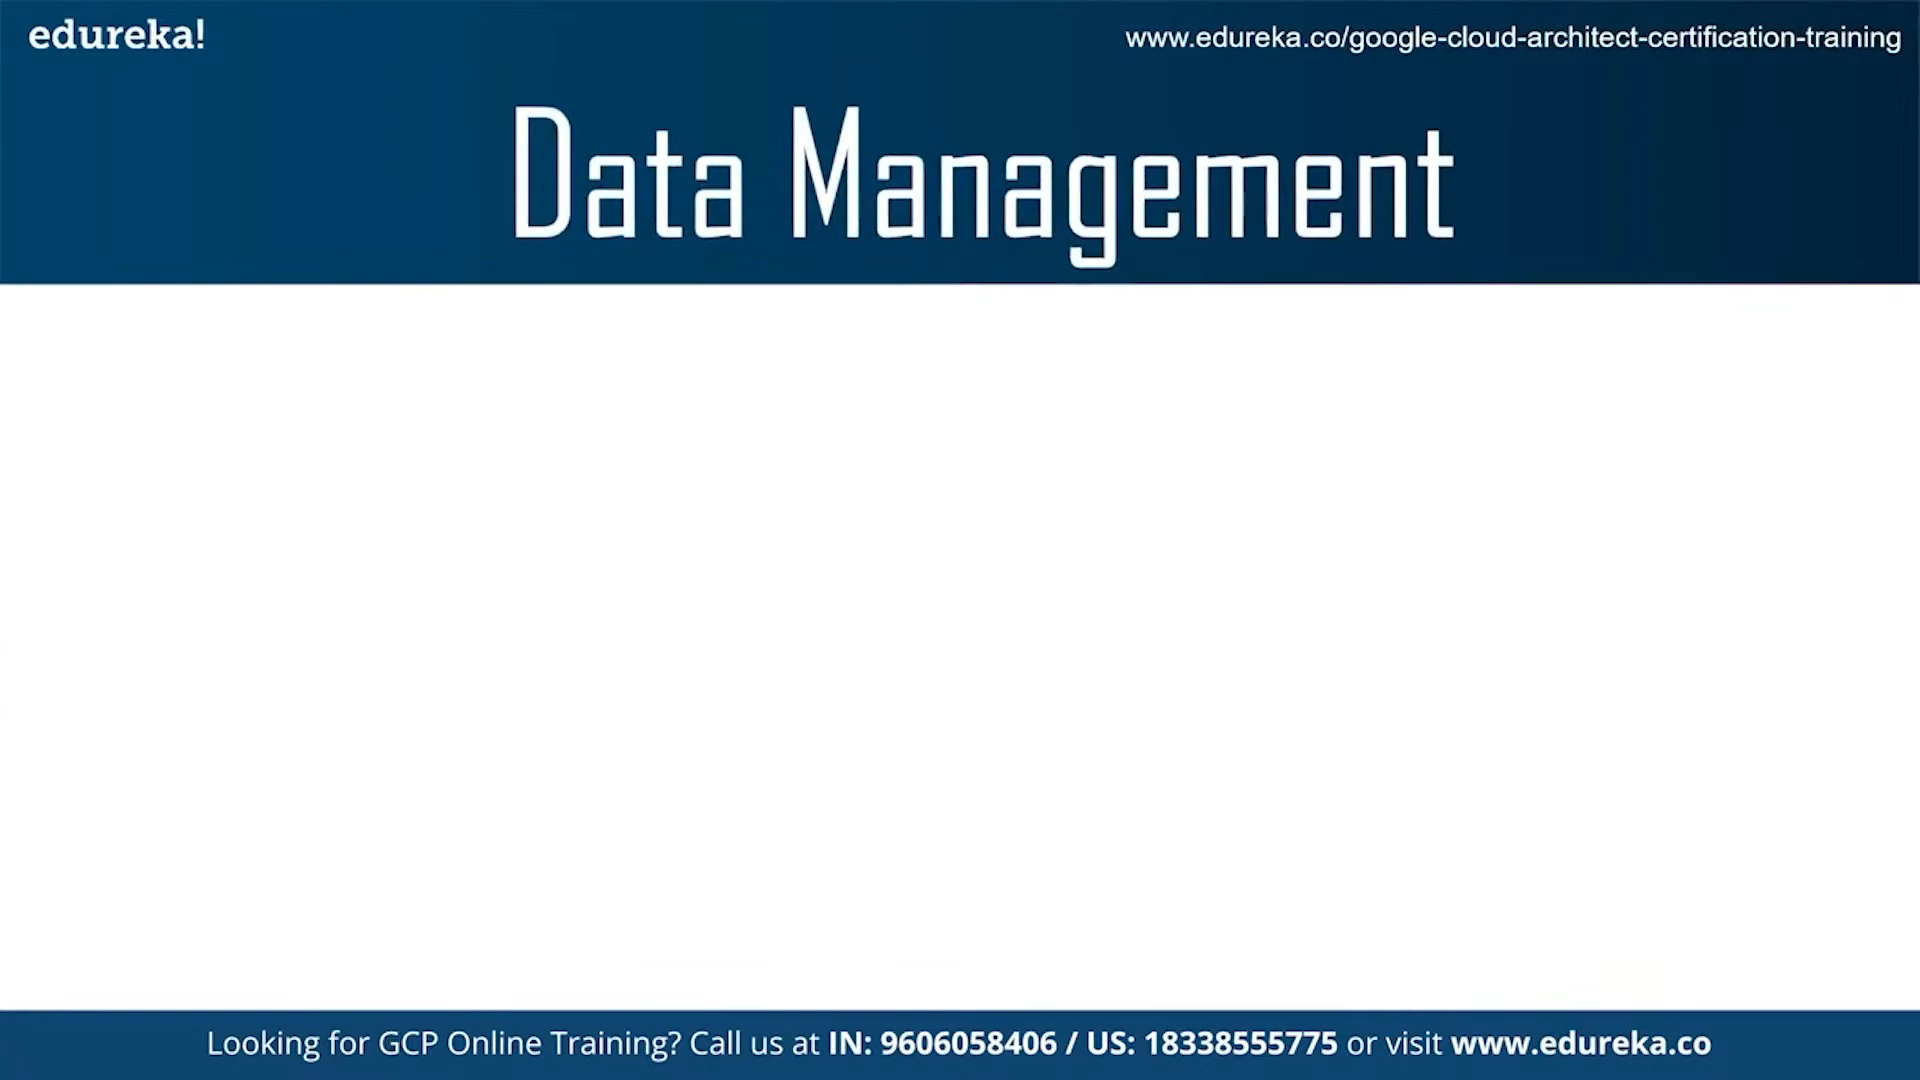 edureka!
www.edureka.co/google-cloud-architect-certification-training
Data Management
Looking for GCP Online Training? Call us at IN: 9606058406 / US: 18338555775 or visit www.edureka.co